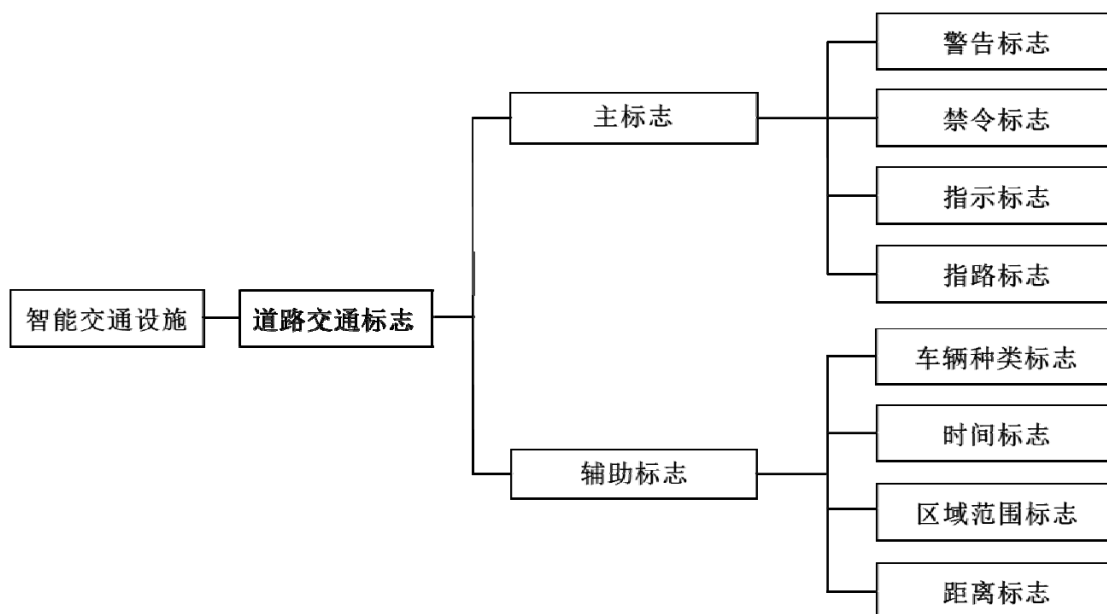 智能交通设施
道路交通标志
主标志
警告标志
禁令标志
指示标志
指路标志
辅助标志
车辆种类标志
时间标志
区域范围标志
距离标志